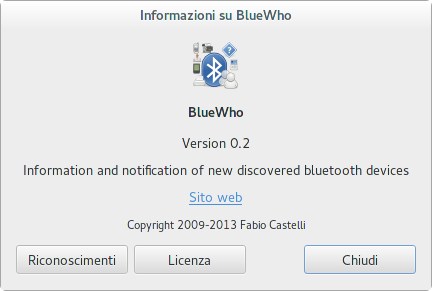 Informazioni su BlueWho
BlueWho
Version 0.2
Information and notification of new discovered bluetooth devices
Sito web
Copyright 2009-2013 Fabio Castelli
Riconoscimenti Licenza Chiudi